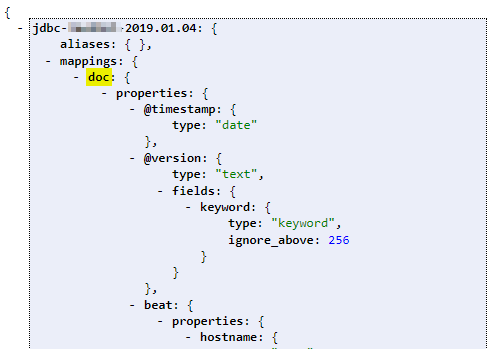 {
- jdbc- -2019.01.04: {
aliases: { },
- mappings: {
- doc: {
- properties: {
- @timestamp: {
type: "date"
},
- @version: {
type: "text",
- fields: {
- keyword: {
type: "keyword",
ignore_above: 256
}
}
},
- beat: {
- properties: {
- hostname: {